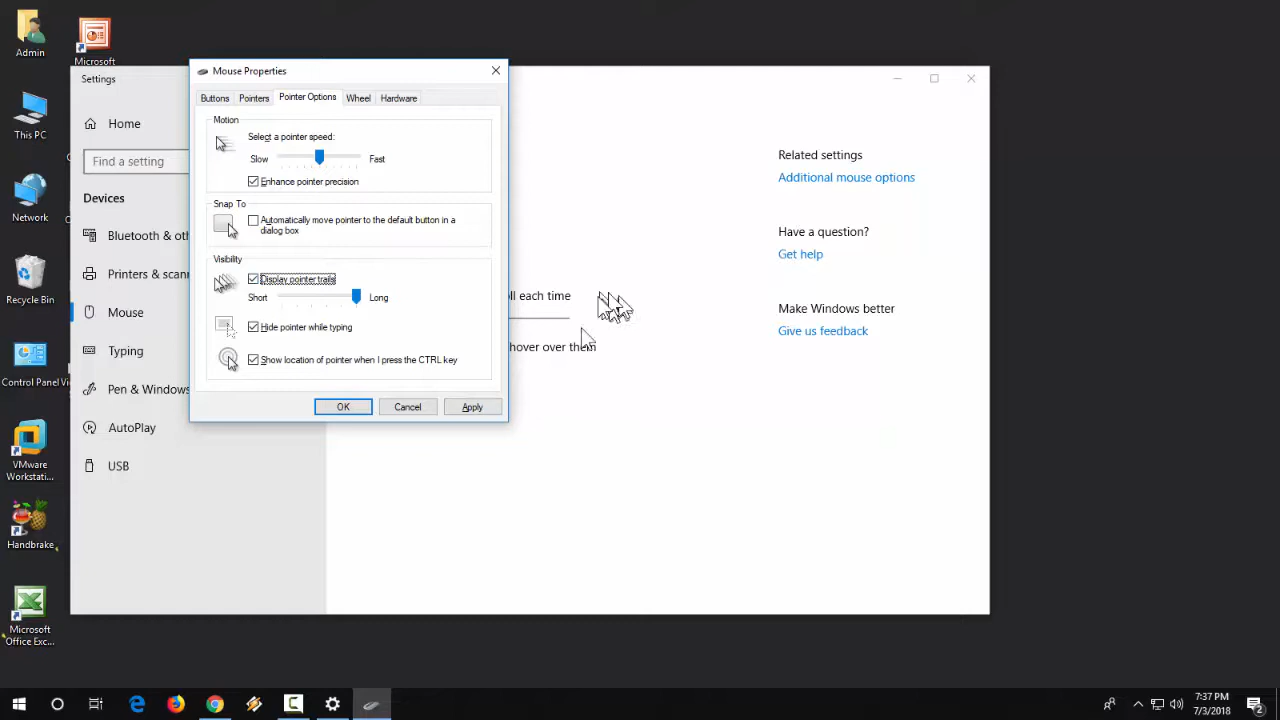 Admin
Microsoft
This PC
Network
Recycle Bin
Control Panel
VMware
Workstati...
Handbrake
Microsoft
Office Exc...
Settings
Home
Find a setting
Devices
Bluetooth & oth
Printers & scann
Mouse
Typing
Pen & Windows
AutoPlay
USB
Mouse Properties
Buttons
Pointers
Pointer Options
Wheel
Hardware
Motion
Select a pointer speed:
Slow
Fast
Enhance pointer precision
Snap To
Automatically move pointer to the default button in a
dialog box
Visibility
Display pointer trails
Short
Long
Hide pointer while typing
Show location of pointer when I press the CTRL key
OK
Cancel
Apply
oll each time
hover over them
Related settings
Additional mouse options
Have a question?
Get help
Make Windows better
Give us feedback
7:37 PM
7/3/2018
2